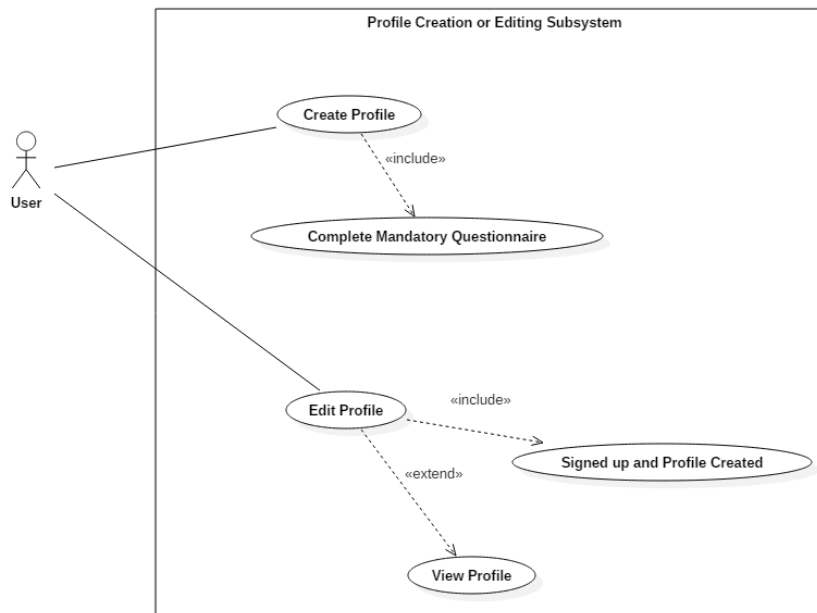 Profile Creation or Editing Subsystem
Create Profile
«include»
User
Complete Mandatory Questionnaire
Edit Profile
«include»
Signed up and Profile Created
«extend»
View Profile